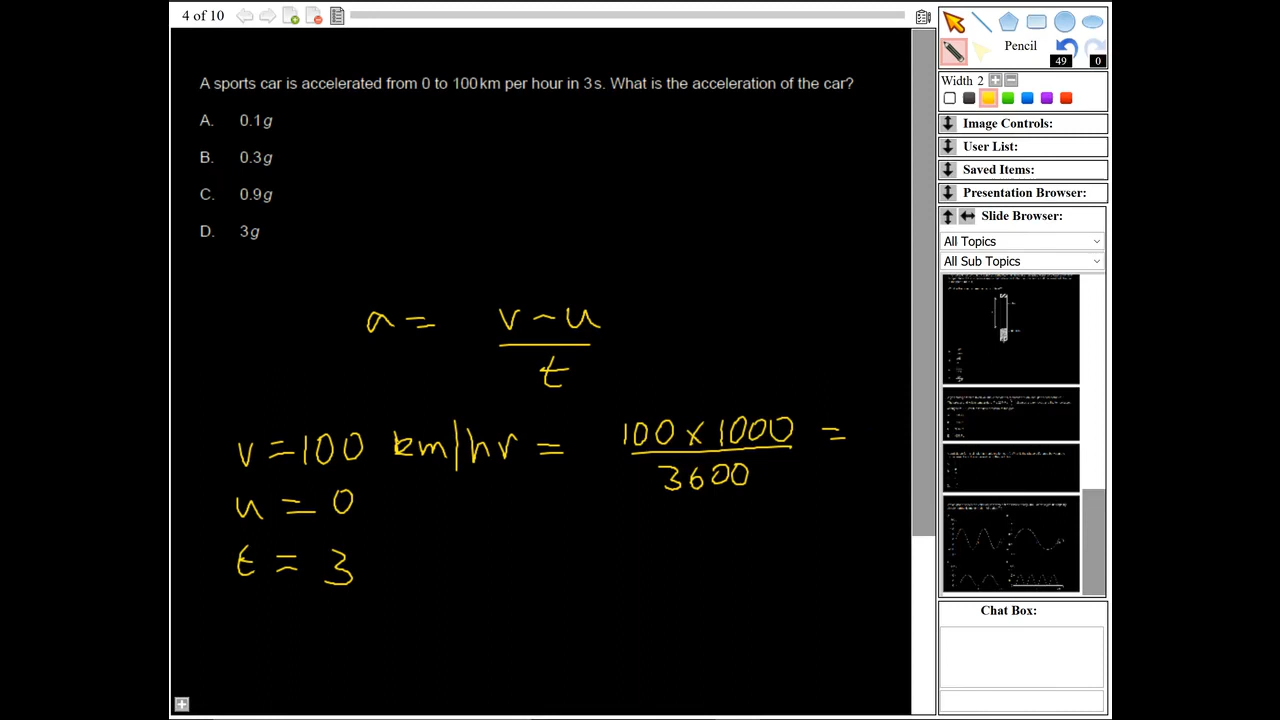 4 of 10
A sports car is accelerated from 0 to 100 km per hour in 3 s. What is the acceleration of the car?
A. 0.1g
B. 0.3g
C. 0.9g
D. 3g
a = v - u
t
v = 100 km/hr = 100 x 1000 =
3600
u = 0
t = 3
Pencil
49
0
Width 2
Image Controls:
User List:
Saved Items:
Presentation Browser:
Slide Browser:
All Topics
All Sub Topics
Chat Box: